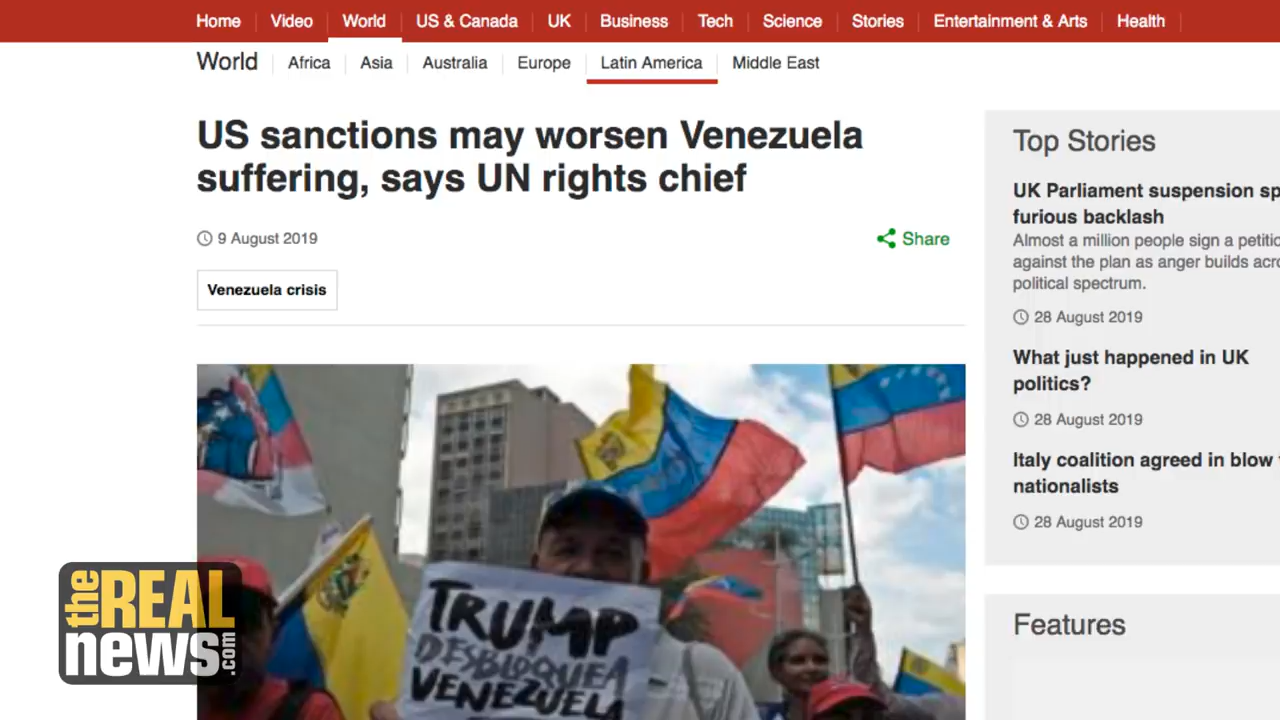 Home Video World US & Canada UK Business Tech Science Stories Entertainment & Arts Health
World Africa Asia Australia Europe Latin America Middle East
US sanctions may worsen Venezuela
suffering, says UN rights chief
9 August 2019
Share
Venezuela crisis
TRUMP
DESBLOQUEA
VENEZUELA
Top Stories
UK Parliament suspension
furious backlash
Almost a million people sign a
against the plan as anger builds
political spectrum.
28 August 2019
What just happened in UK
politics?
28 August 2019
Italy coalition agreed in blow
nationalists
28 August 2019
Features
the REAL
news.com